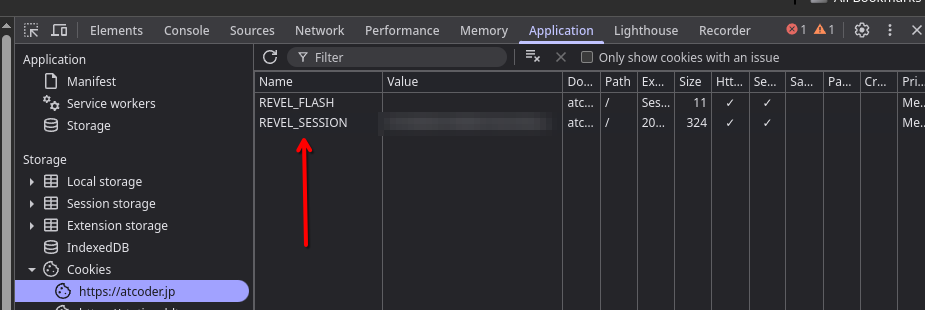 All Bookmarks
Elements Console Sources Network Performance Memory Application Lighthouse Recorder 1 1
Application
Filter
Only show cookies with an issue
Manifest
Service workers
Storage
Name Value Do... Path Ex... Size Htt... Se... Sa... Pa... Cr... Pri...
REVEL_FLASH atc... / Ses... 11 ✓ ✓ Me...
REVEL_SESSION atc... / 20... 324 ✓ ✓ Me...
Storage
Local storage
Session storage
Extension storage
IndexedDB
Cookies
https://atcoder.jp